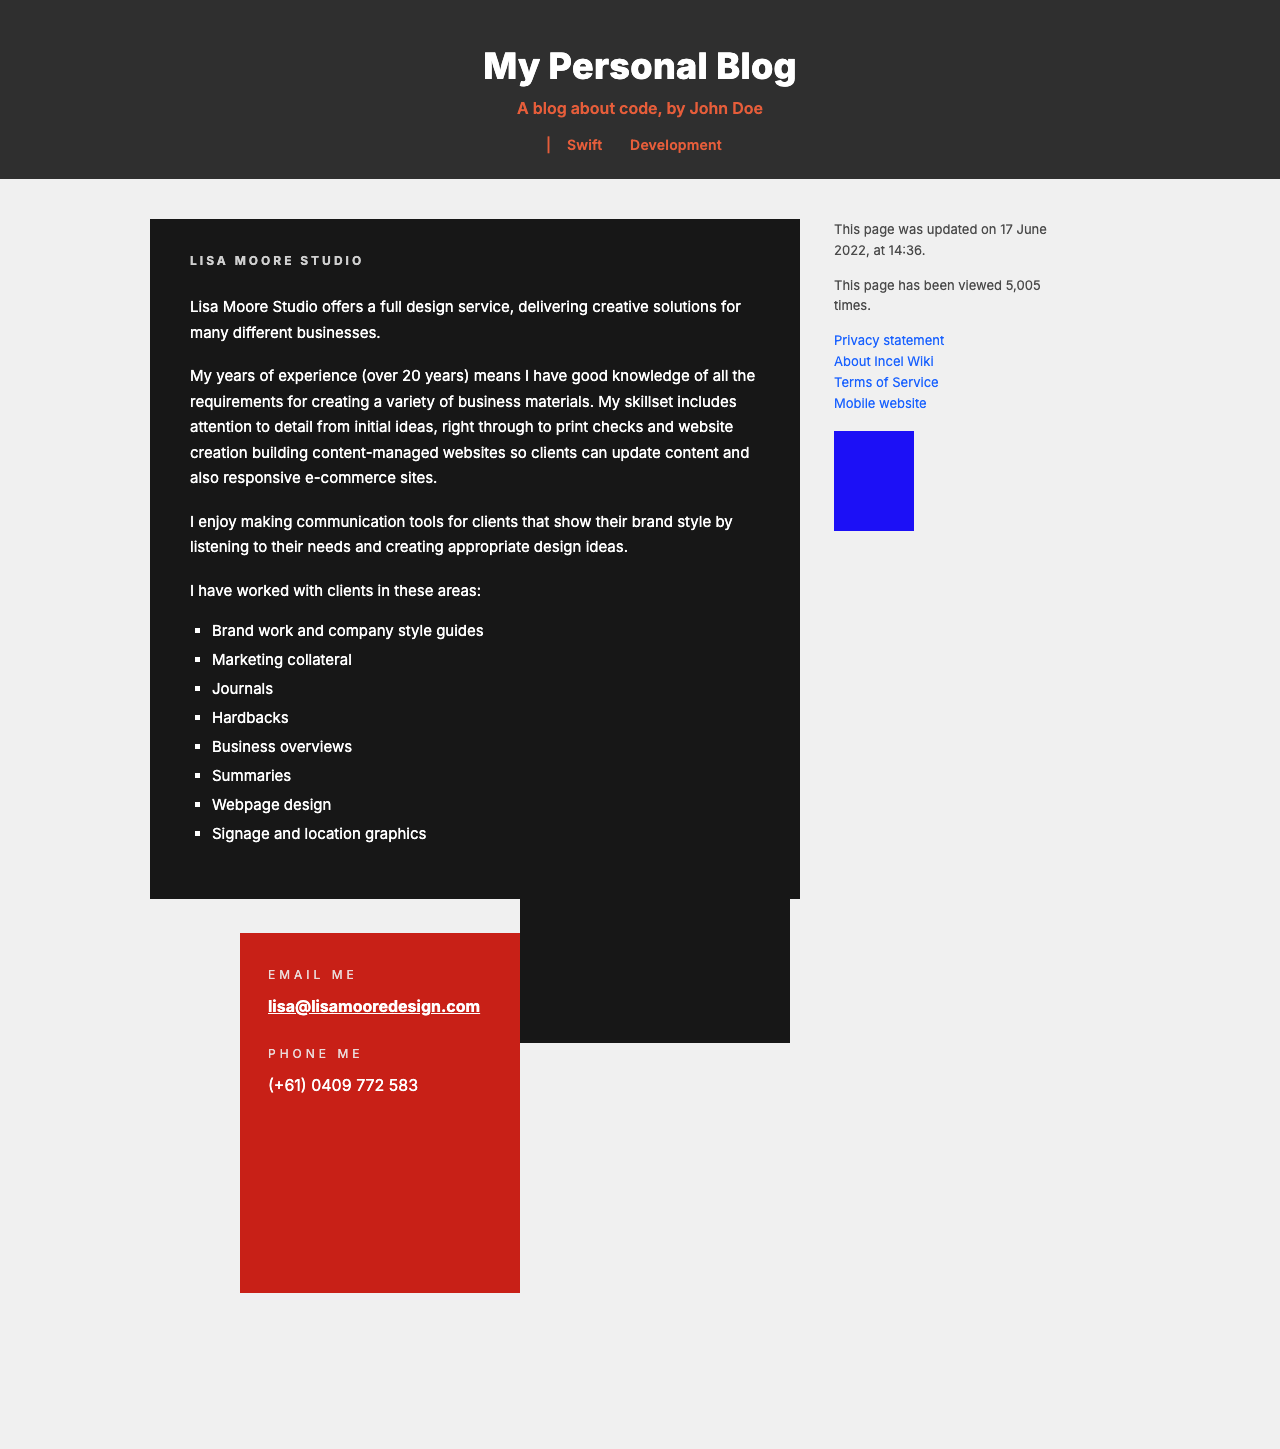 My Personal Blog
A blog about code, by John Doe
| Swift Development
LISA MOORE STUDIO
Lisa Moore Studio offers a full design service, delivering creative solutions for
many different businesses.
My years of experience (over 20 years) means I have good knowledge of all the
requirements for creating a variety of business materials. My skillset includes
attention to detail from initial ideas, right through to print checks and website
creation building content-managed websites so clients can update content and
also responsive e-commerce sites.
I enjoy making communication tools for clients that show their brand style by
listening to their needs and creating appropriate design ideas.
I have worked with clients in these areas:
Brand work and company style guides
Marketing collateral
Journals
Hardbacks
Business overviews
Summaries
Webpage design
Signage and location graphics
This page was updated on 17 June
2022, at 14:36.
This page has been viewed 5,005
times.
Privacy statement
About Incel Wiki
Terms of Service
Mobile website
EMAIL ME
lisa@lisamooredesign.com
PHONE ME
(+61) 0409 772 583